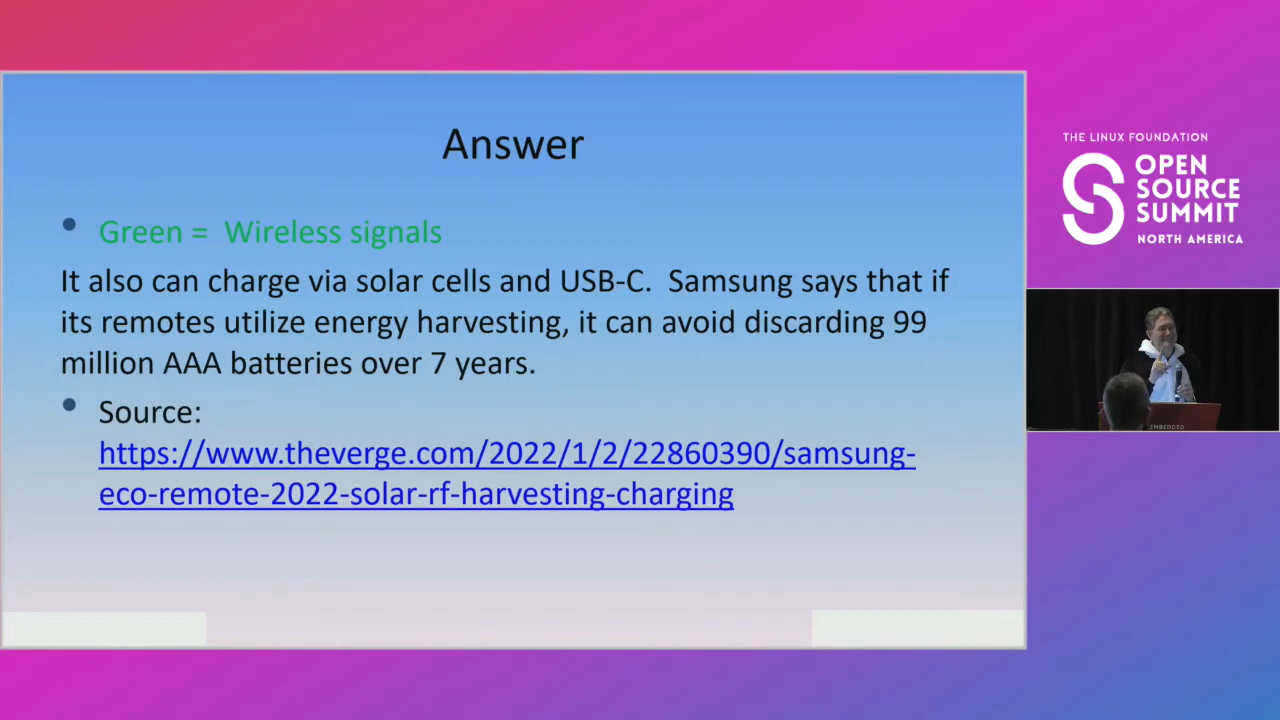 Answer
• Green =  Wireless signals
It also can charge via solar cells and USB-C.  Samsung says that if
its remotes utilize energy harvesting, it can avoid discarding 99
million AAA batteries over 7 years.
• Source:
https://www.theverge.com/2022/1/2/22860390/samsung-
eco-remote-2022-solar-rf-harvesting-charging
THE LINUX FOUNDATION
OPEN
SOURCE
SUMMIT
NORTH AMERICA
EMBEDDED